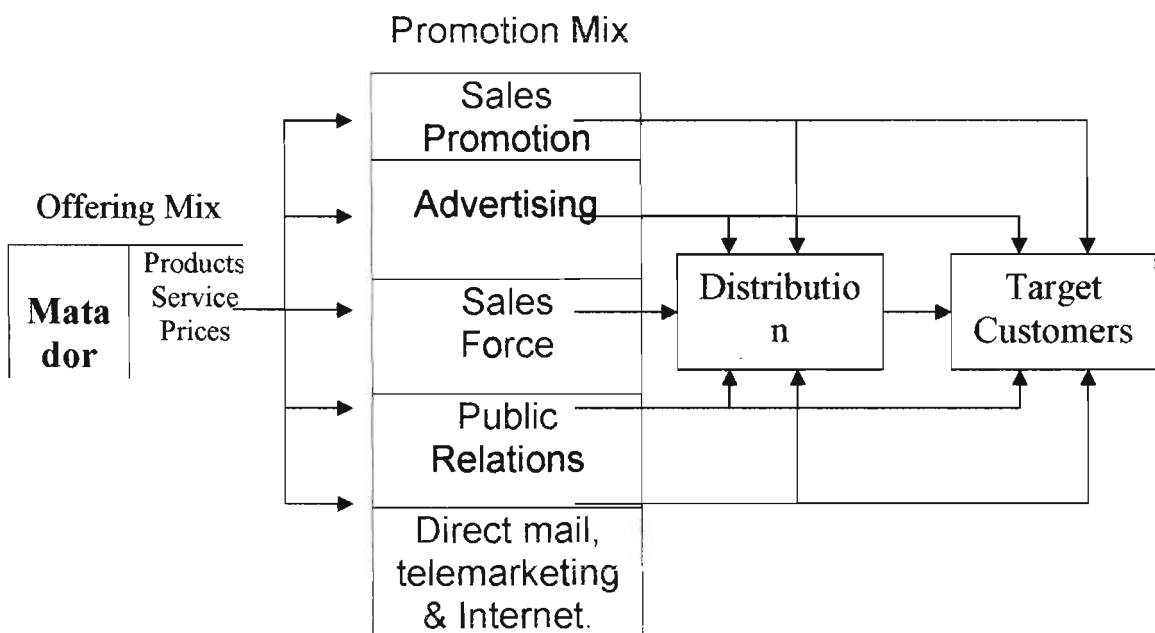 Promotion Mix
Sales
Promotion
Advertising
Sales
Force
Public
Relations
Direct mail,
telemarketing
& Internet.
Offering Mix
Mata
dor
Products
Service
Prices
Distributio
n
Target
Customers